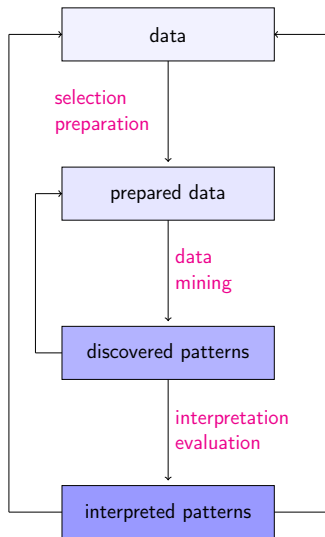 data
selection
preparation
prepared data
data
mining
discovered patterns
interpretation
evaluation
interpreted patterns